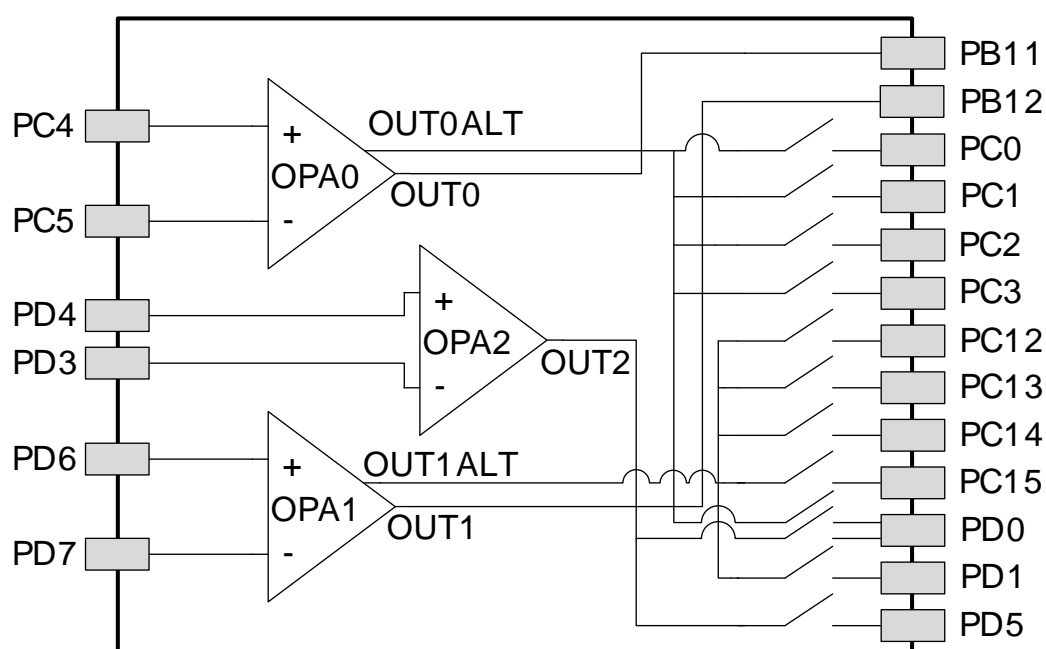 PB11
PB12
PC4
+
OUT0ALT
PC0
OPA0
OUT0
PC1
PC5
-
PC2
PC3
PD4
+
OPA2
OUT2
PC12
PD3
-
PC13
PC14
PD6
+
OUT1ALT
PC15
OPA1
OUT1
PD0
PD7
-
PD1
PD5